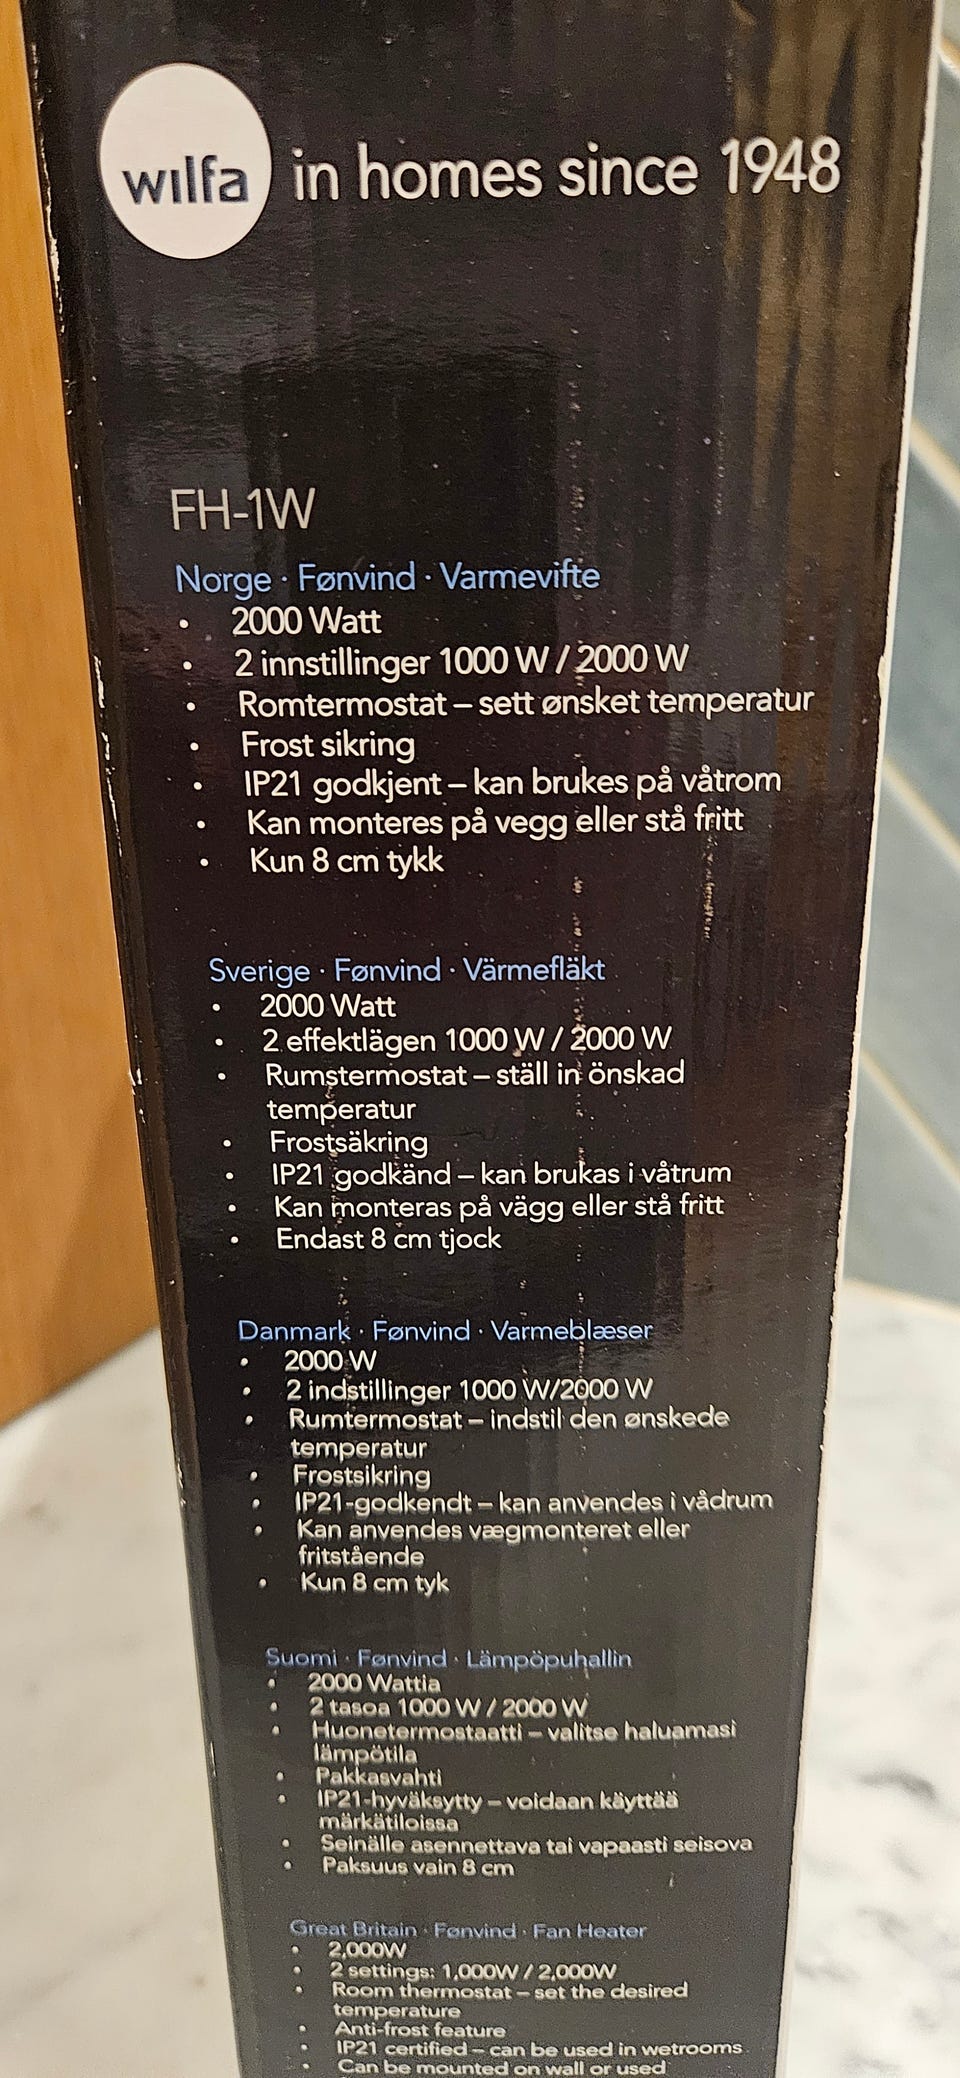 wilfa in homes since 1948
FH-1W
Norge · Fønvind · Varmevifte
• 2000 Watt
• 2 innstillinger 1000 W / 2000 W
• Romtermostat – sett ønsket temperatur
• Frost sikring
• IP21 godkjent – kan brukes på våtrom
• Kan monteres på vegg eller stå fritt
• Kun 8 cm tykk
Sverige · Fønvind · Värmefläkt
• 2000 Watt
• 2 effektlägen 1000 W / 2000 W
• Rumstermostat – ställ in önskad
temperatur
• Frostsäkring
• IP21 godkänd – kan brukas i våtrum
• Kan monteras på vägg eller stå fritt
• Endast 8 cm tjock
Danmark · Fønvind · Varmeblæser
• 2000 W
• 2 indstillinger 1000 W/2000 W
• Rumtermostat – indstil den ønskede
temperatur
• Frostsikring
• IP21-godkendt – kan anvendes i vådrum
• Kan anvendes vægmonteret eller
fritstående
• Kun 8 cm tyk
Suomi · Fønvind · Lämpöpuhallin
• 2000 Wattia
• 2 tasoa 1000 W / 2000 W
• Huonetermostaatti – valitse haluamasi
lämpötila
• Pakkasvahti
• IP21-hyväksytty – voidaan käyttää
märkätiloissa
• Seinälle asennettava tai vapaasti seisova
• Paksuus vain 8 cm
Great Britain · Fønvind · Fan Heater
• 2,000W
• 2 settings: 1,000W / 2,000W
• Room thermostat – set the desired
temperature
• Anti-frost feature
• IP21 certified – can be used in wetrooms
• Can be mounted on wall or used